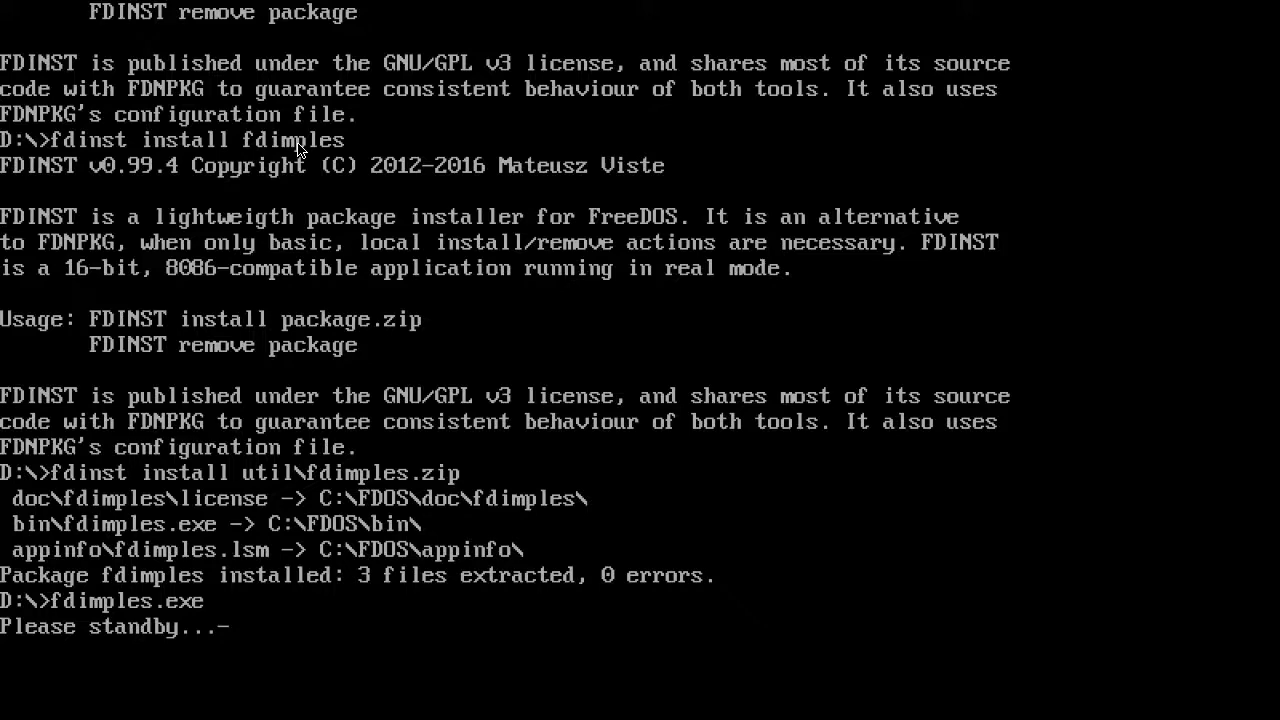 FDINST remove package
FDINST is published under the GNU/GPL v3 license, and shares most of its source
code with FDNPKG to guarantee consistent behaviour of both tools. It also uses
FDNPKG's configuration file.
D:\>fdinst install fdimples
FDINST v0.99.4 Copyright (C) 2012-2016 Mateusz Viste
FDINST is a lightweigth package installer for FreeDOS. It is an alternative
to FDNPKG, when only basic, local install/remove actions are necessary. FDINST
is a 16-bit, 8086-compatible application running in real mode.
Usage: FDINST install package.zip
FDINST remove package
FDINST is published under the GNU/GPL v3 license, and shares most of its source
code with FDNPKG to guarantee consistent behaviour of both tools. It also uses
FDNPKG's configuration file.
D:\>fdinst install util\fdimples.zip
doc\fdimples\license -> C:\FDOS\doc\fdimples\
bin\fdimples.exe -> C:\FDOS\bin\
appinfo\fdimples.lsm -> C:\FDOS\appinfo\
Package fdimples installed: 3 files extracted, 0 errors.
D:\>fdimples.exe
Please standby...-